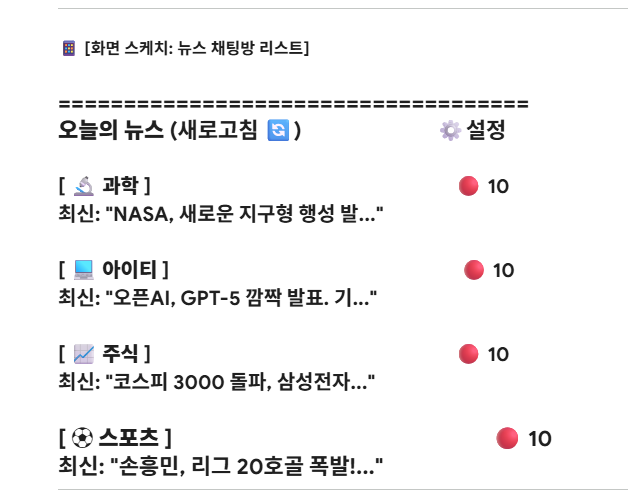 📱 [화면 스케치: 뉴스 채팅방 리스트]
====================================
오늘의 뉴스 (새로고침 🔄 ) ⚙️ 설정
[ 🔬 과학 ] 🔴 10
최신: "NASA, 새로운 지구형 행성 발..."
[ 💻 아이티 ] 🔴 10
최신: "오픈AI, GPT-5 깜짝 발표. 기..."
[ 📈 주식 ] 🔴 10
최신: "코스피 3000 돌파, 삼성전자..."
[ ⚽ 스포츠 ] 🔴 10
최신: "손흥민, 리그 20호골 폭발!..."